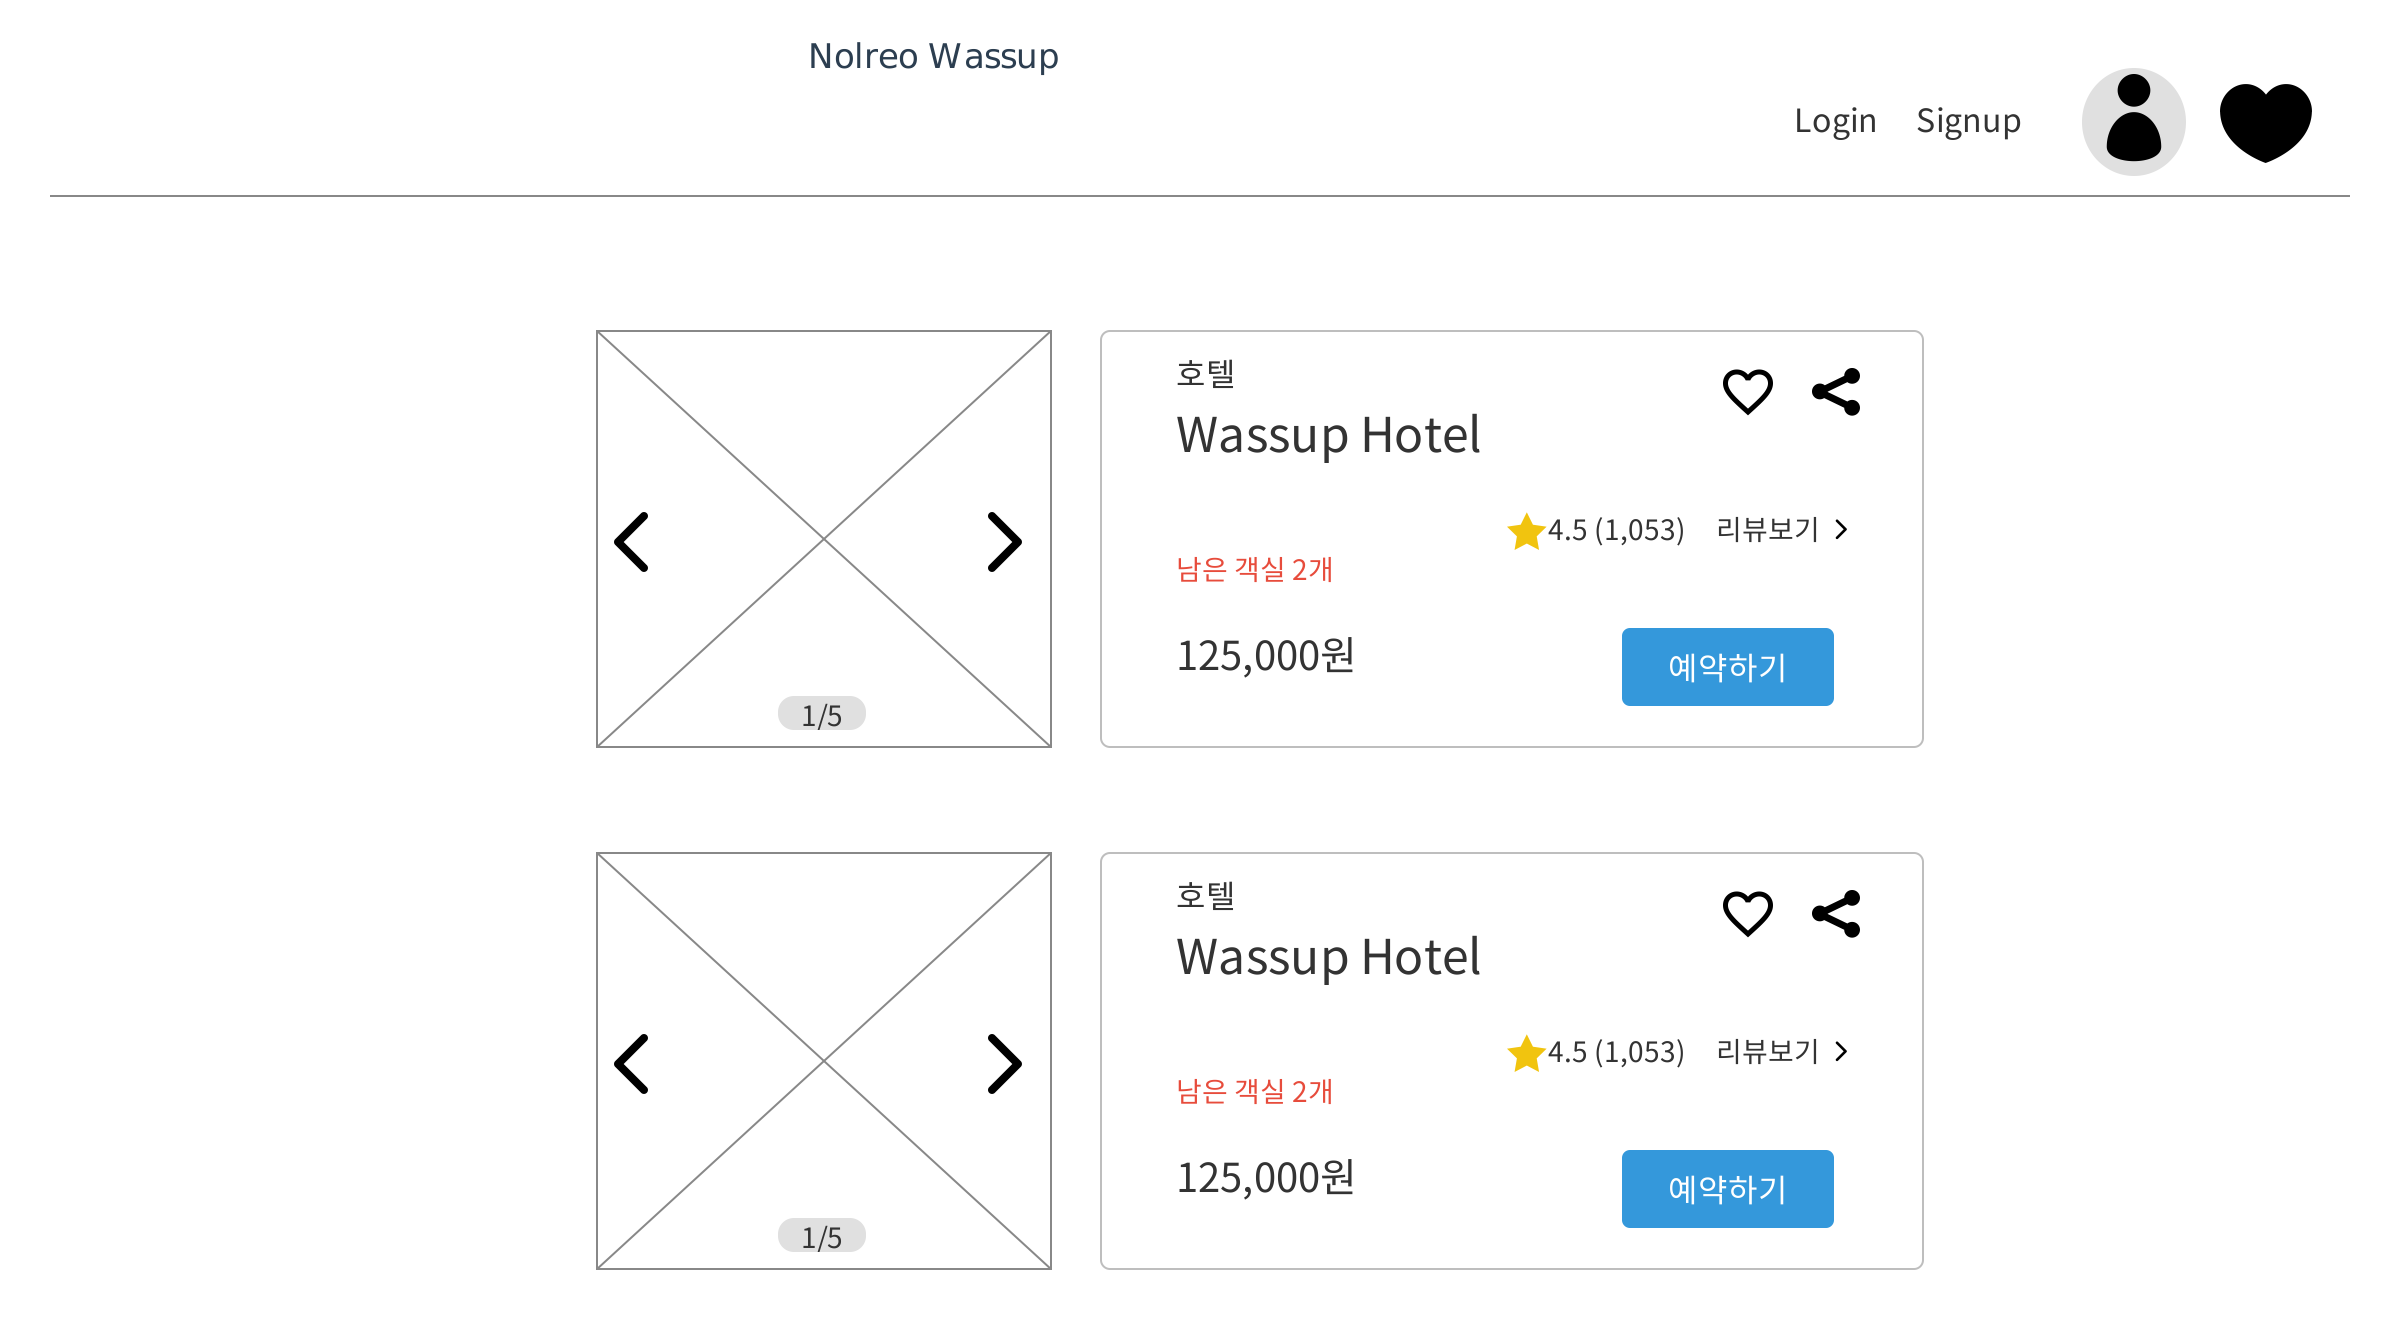 Nolreo Wassup
Login Signup
호텔
Wassup Hotel
4.5 (1,053) 리뷰보기
남은 객실 2개
125,000원
예약하기
1/5
호텔
Wassup Hotel
4.5 (1,053) 리뷰보기
남은 객실 2개
125,000원
예약하기
1/5